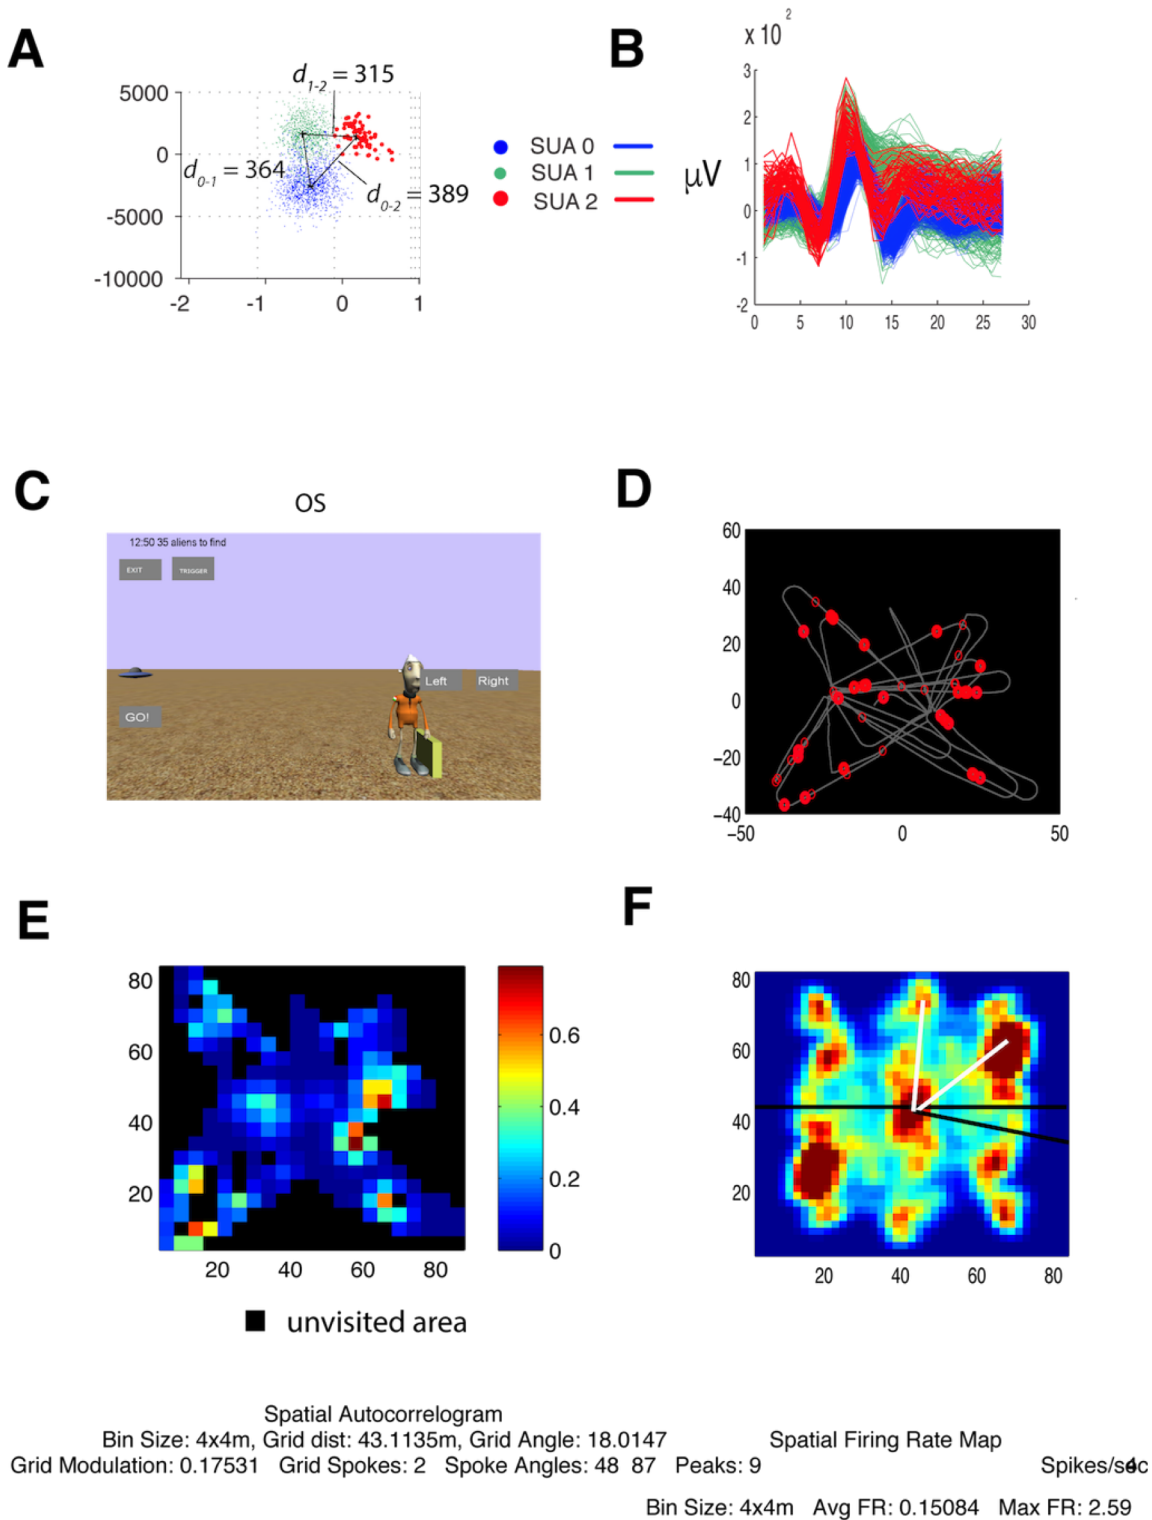 A
d1-2 = 315
5000
0
-5000
-10000
-2 -1 0 1
d0-1 = 364
d0-2 = 389
SUA 0
SUA 1
SUA 2
B
x 10 2
μV
3
2
1
0
-1
-2
0 5 10 15 20 25 30
C
OS
12:50 35 aliens to find
EXIT TRIGGER
Left Right
GO!
D
60
40
20
0
−20
−40
−50 0 50
E
80
60
40
20
20 40 60 80
0.6
0.4
0.2
0
unvisited area
F
80
60
40
20
20 40 60 80
Spatial Autocorrelogram
Bin Size: 4x4m, Grid dist: 43.1135m, Grid Angle: 18.0147
Grid Modulation: 0.17531 Grid Spokes: 2 Spoke Angles: 48 87 Peaks: 9
Spatial Firing Rate Map
Bin Size: 4x4m Avg FR: 0.15084 Max FR: 2.59